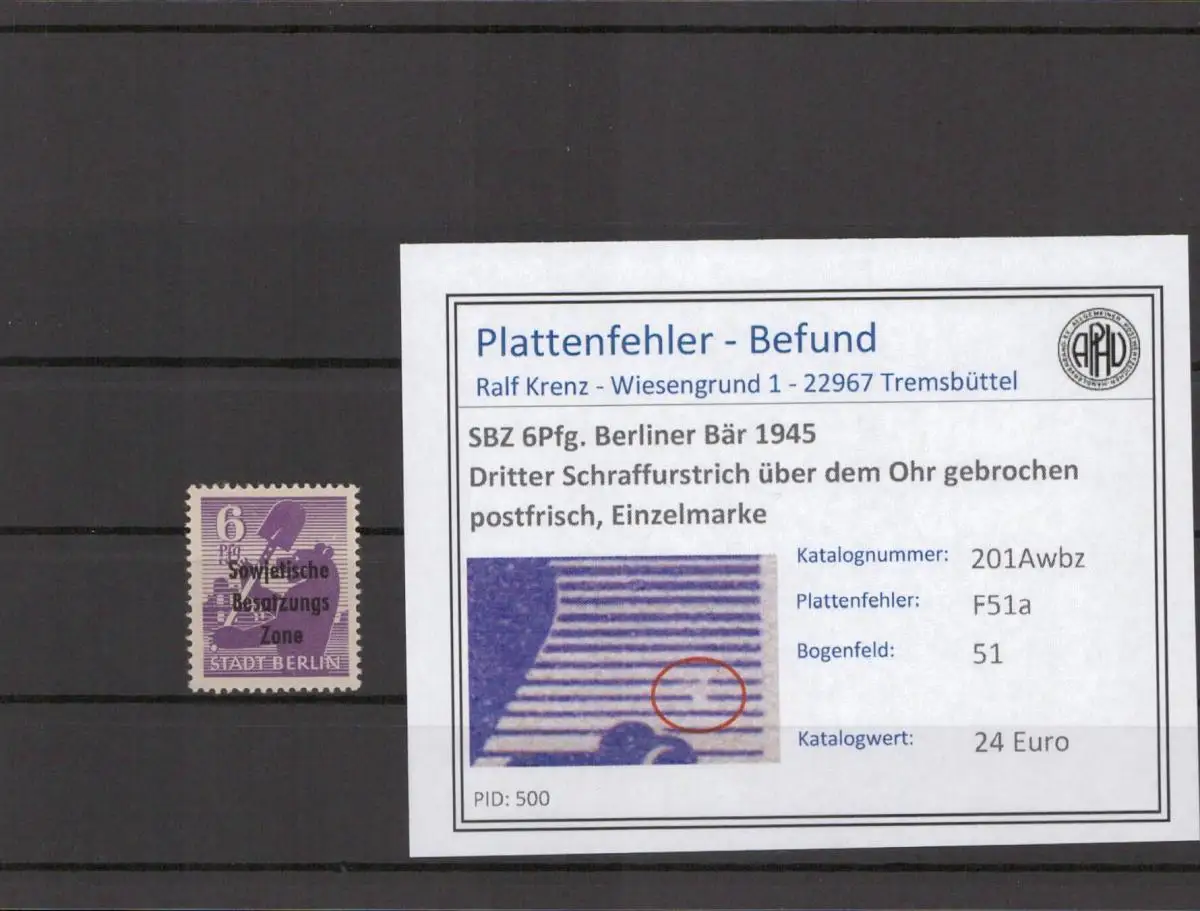 6
PFG.
Sowjetische
Besatzungs
Zone
STADT BERLIN
Plattenfehler - Befund
Ralf Krenz - Wiesengrund 1 - 22967 Tremsbüttel
APHV
SBZ 6Pfg. Berliner Bär 1945
Dritter Schraffurstrich über dem Ohr gebrochen
postfrisch, Einzelmarke
Katalognummer: 201Awbz
Plattenfehler: F51a
Bogenfeld: 51
Katalogwert: 24 Euro
PID: 500